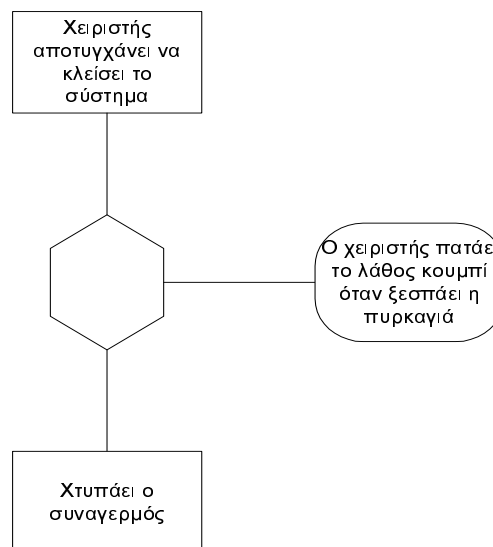 Χειριστής
αποτυγχάνει να
κλείσει το
σύστημα
Ο χειριστής πατάει
το λάθος κουμπί
όταν ξεσπάει η
πυρκαγιά
Χτυπάει ο
συναγερμός